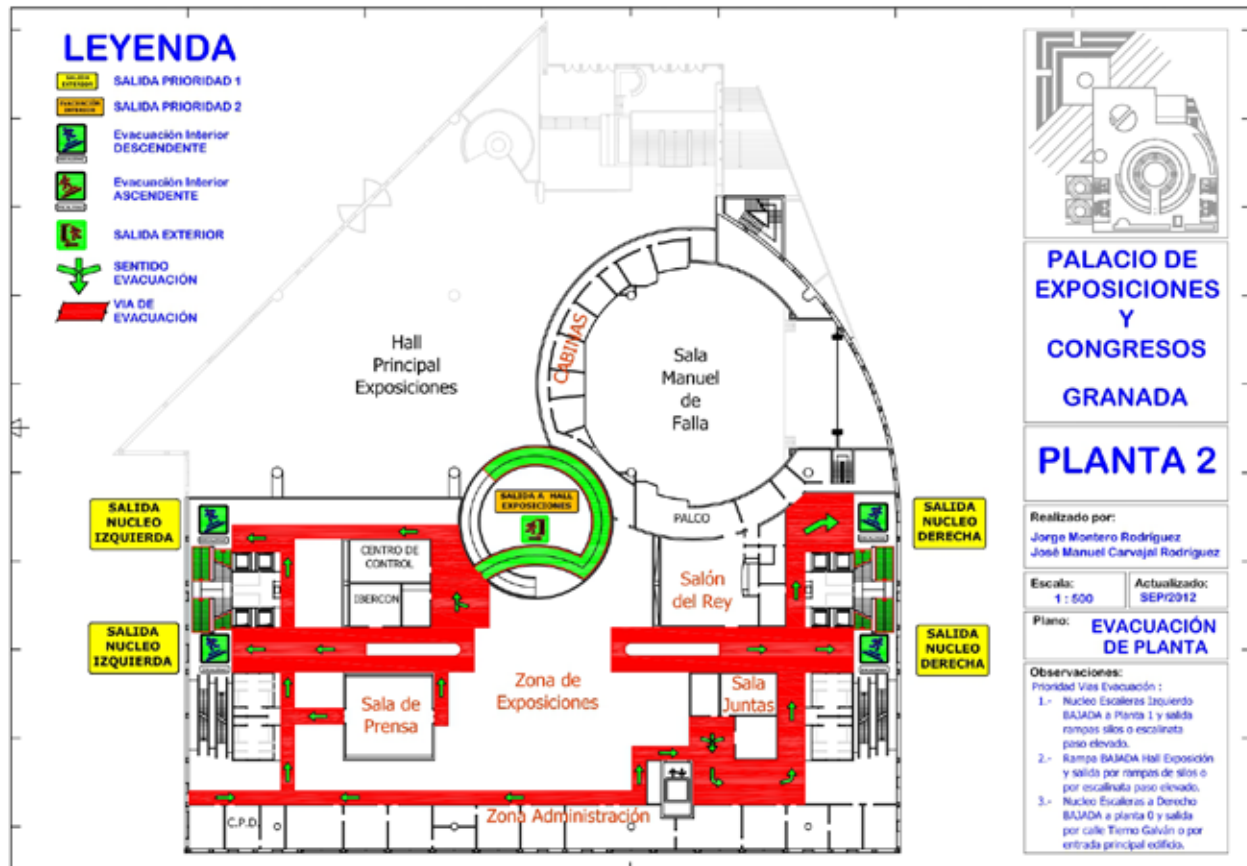 LEYENDA
SALIDA PRIORIDAD 1
SALIDA PRIORIDAD 2
Evacuación Interior
DESCENDENTE
Evacuación Interior
ASCENDENTE
SALIDA EXTERIOR
SENTIDO
EVACUACIÓN
VIA DE
EVACUACIÓN
Hall
Principal
Exposiciones
CABINAS
Sala
Manuel
de
Falla
SALIDA
NUCLEO
IZQUIERDA
SALIDA A HALL
EXPOSICIONES
PALCO
SALIDA
NUCLEO
DERECHA
CENTRO DE
CONTROL
IBERCON
Salón
del Rey
SALIDA
NUCLEO
IZQUIERDA
SALIDA
NUCLEO
DERECHA
Sala de
Prensa
Zona de
Exposiciones
Sala
Juntas
C.P.D.
Zona Administración
PALACIO DE
EXPOSICIONES
Y
CONGRESOS
GRANADA
PLANTA 2
Realizado por:
Jorge Montero Rodríguez
José Manuel Carvajal Rodríguez
Escala:
1 : 500
Actualizado:
SEP/2012
Plano:
EVACUACIÓN
DE PLANTA
Observaciones:
Prioridad Vias Evacuación :
1.- Nucleo Escaleras Izquierdo
BAJADA a Planta 1 y salida
rampas silos o escalinata
paso elevado.
2.- Rampa BAJADA Hall Exposición
y salida por rampas de silos o
por escalinata paso elevado.
3.- Nucleo Escaleras a Derecho
BAJADA a planta 0 y salida
por calle Tierno Galván o por
entrada principal edificio.